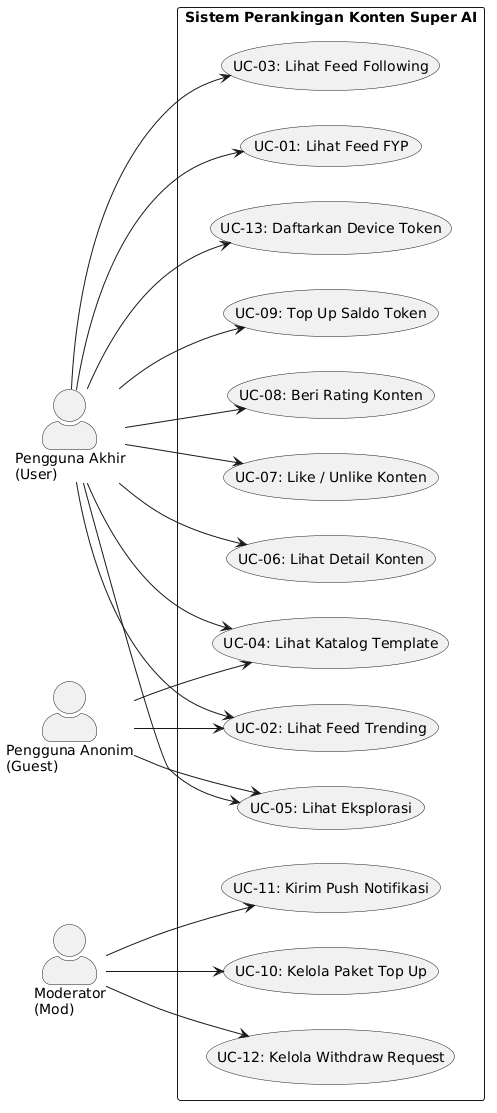 Sistem Perankingan Konten Super AI
UC-03: Lihat Feed Following
UC-01: Lihat Feed FYP
UC-13: Daftarkan Device Token
UC-09: Top Up Saldo Token
UC-08: Beri Rating Konten
Pengguna Akhir
(User)
UC-07: Like / Unlike Konten
UC-06: Lihat Detail Konten
UC-04: Lihat Katalog Template
UC-02: Lihat Feed Trending
Pengguna Anonim
(Guest)
UC-05: Lihat Eksplorasi
UC-11: Kirim Push Notifikasi
UC-10: Kelola Paket Top Up
Moderator
(Mod)
UC-12: Kelola Withdraw Request